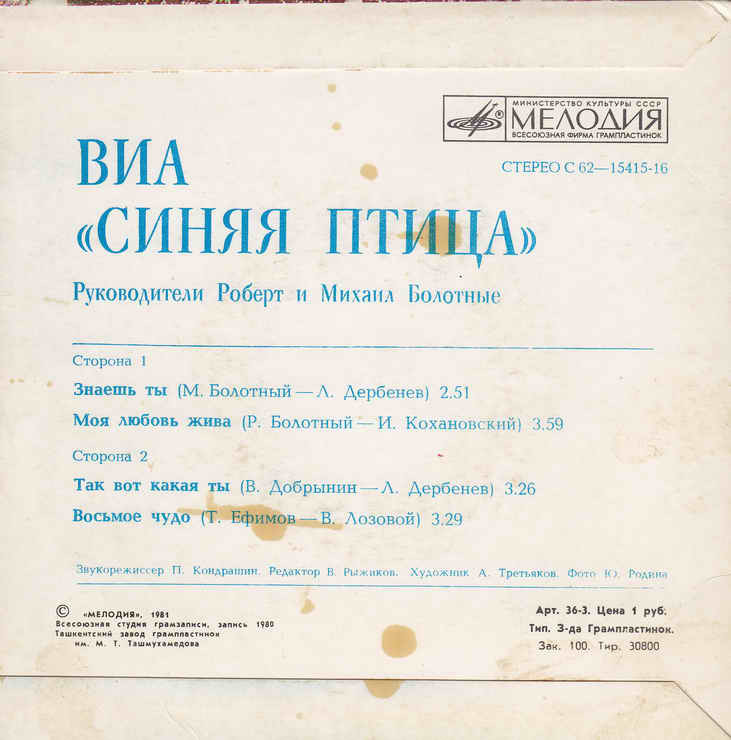 МИНИСТЕРСТВО КУЛЬТУРЫ СССР
МЕЛОДИЯ
ВСЕСОЮЗНАЯ ФИРМА ГРАМПЛАСТИНОК
СТЕРЕО С 62—15415-16
ВИА
«СИНЯЯ ПТИЦА»
Руководители Роберт и Михаил Болотные
Сторона 1
Знаешь ты (М. Болотный — Л. Дербенев) 2.51
Моя любовь жива (Р. Болотный — И. Кохановский) 3.59
Сторона 2
Так вот какая ты (В. Добрынин — Л. Дербенев) 3.26
Восьмое чудо (Т. Ефимов — В. Лозовой) 3.29
Звукорежиссер П. Кондрашин. Редактор В. Рыжиков. Художник А. Третьяков. Фото Ю. Родина
© «МЕЛОДИЯ», 1981
Всесоюзная студия грамзаписи, запись 1980
Ташкентский завод грампластинок
им. М. Т. Ташмухамедова
Арт. 36-3. Цена 1 руб.
Тип. З-да Грампластинок.
Зак. 100. Тир. 30800